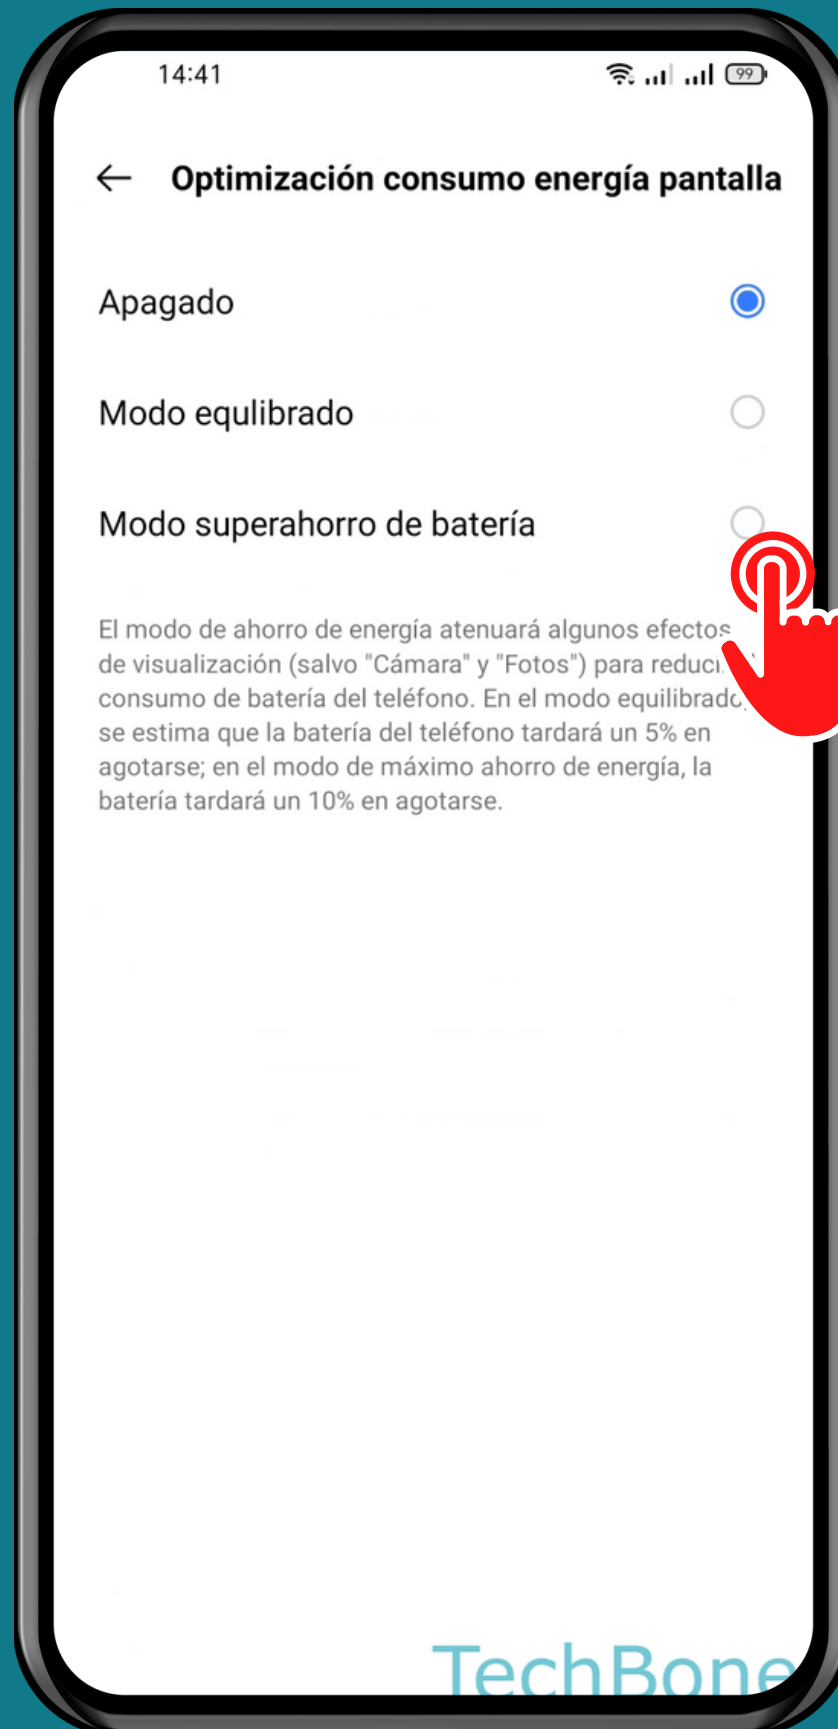 14:41
99
Optimización consumo energía pantalla
Apagado
Modo equlibrado
Modo superahorro de batería
El modo de ahorro de energía atenuará algunos efectos
de visualización (salvo "Cámara" y "Fotos") para
consumo de batería del teléfono. En el modo equilibrado,
se estima que la batería del teléfono tardará un 5% en
agotarse; en el modo de máximo ahorro de energía, la
batería tardará un 10% en agotarse.
TechBone